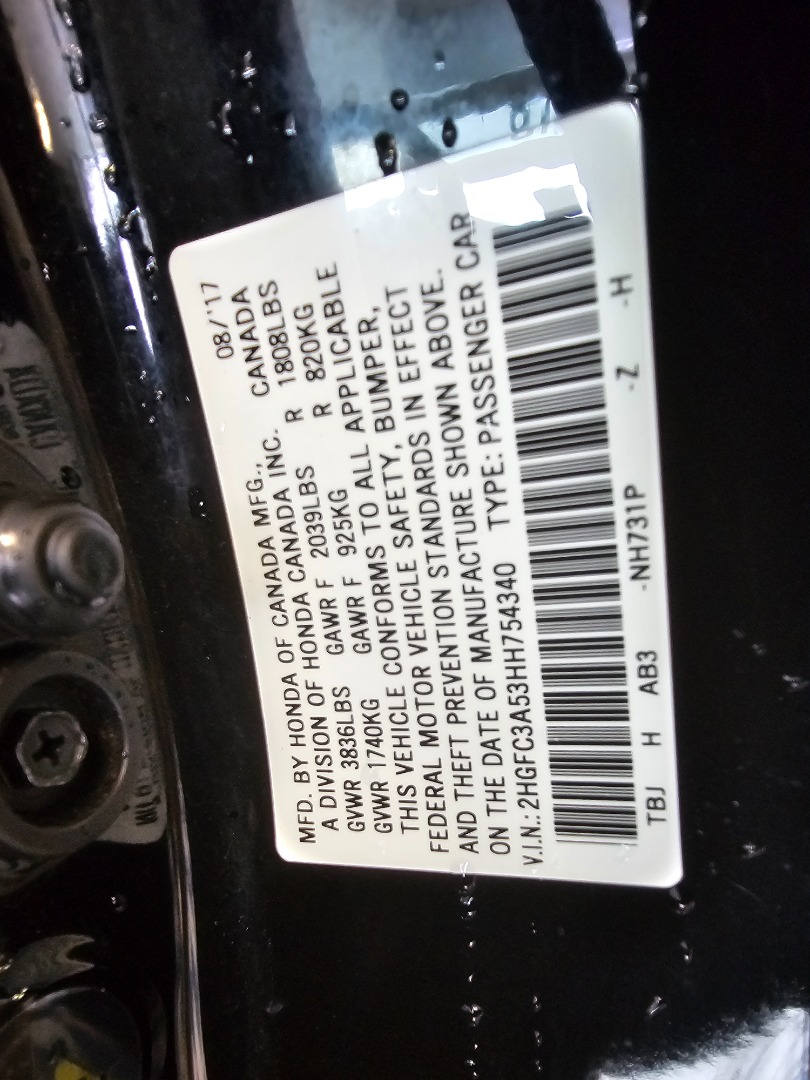 08/'17
MFD. BY HONDA OF CANADA MFG., CANADA
A DIVISION OF HONDA CANADA INC.
GVWR 3836LBS GAWR F 2039LBS R 1808LBS
GVWR 1740KG GAWR F 925KG R 820KG
THIS VEHICLE CONFORMS TO ALL APPLICABLE
FEDERAL MOTOR VEHICLE SAFETY, BUMPER,
AND THEFT PREVENTION STANDARDS IN EFFECT
ON THE DATE OF MANUFACTURE SHOWN ABOVE.
V.I.N.: 2HGFC3A53HH754340 TYPE: PASSENGER CAR
TBJ H AB3 -NH731P -Z -H